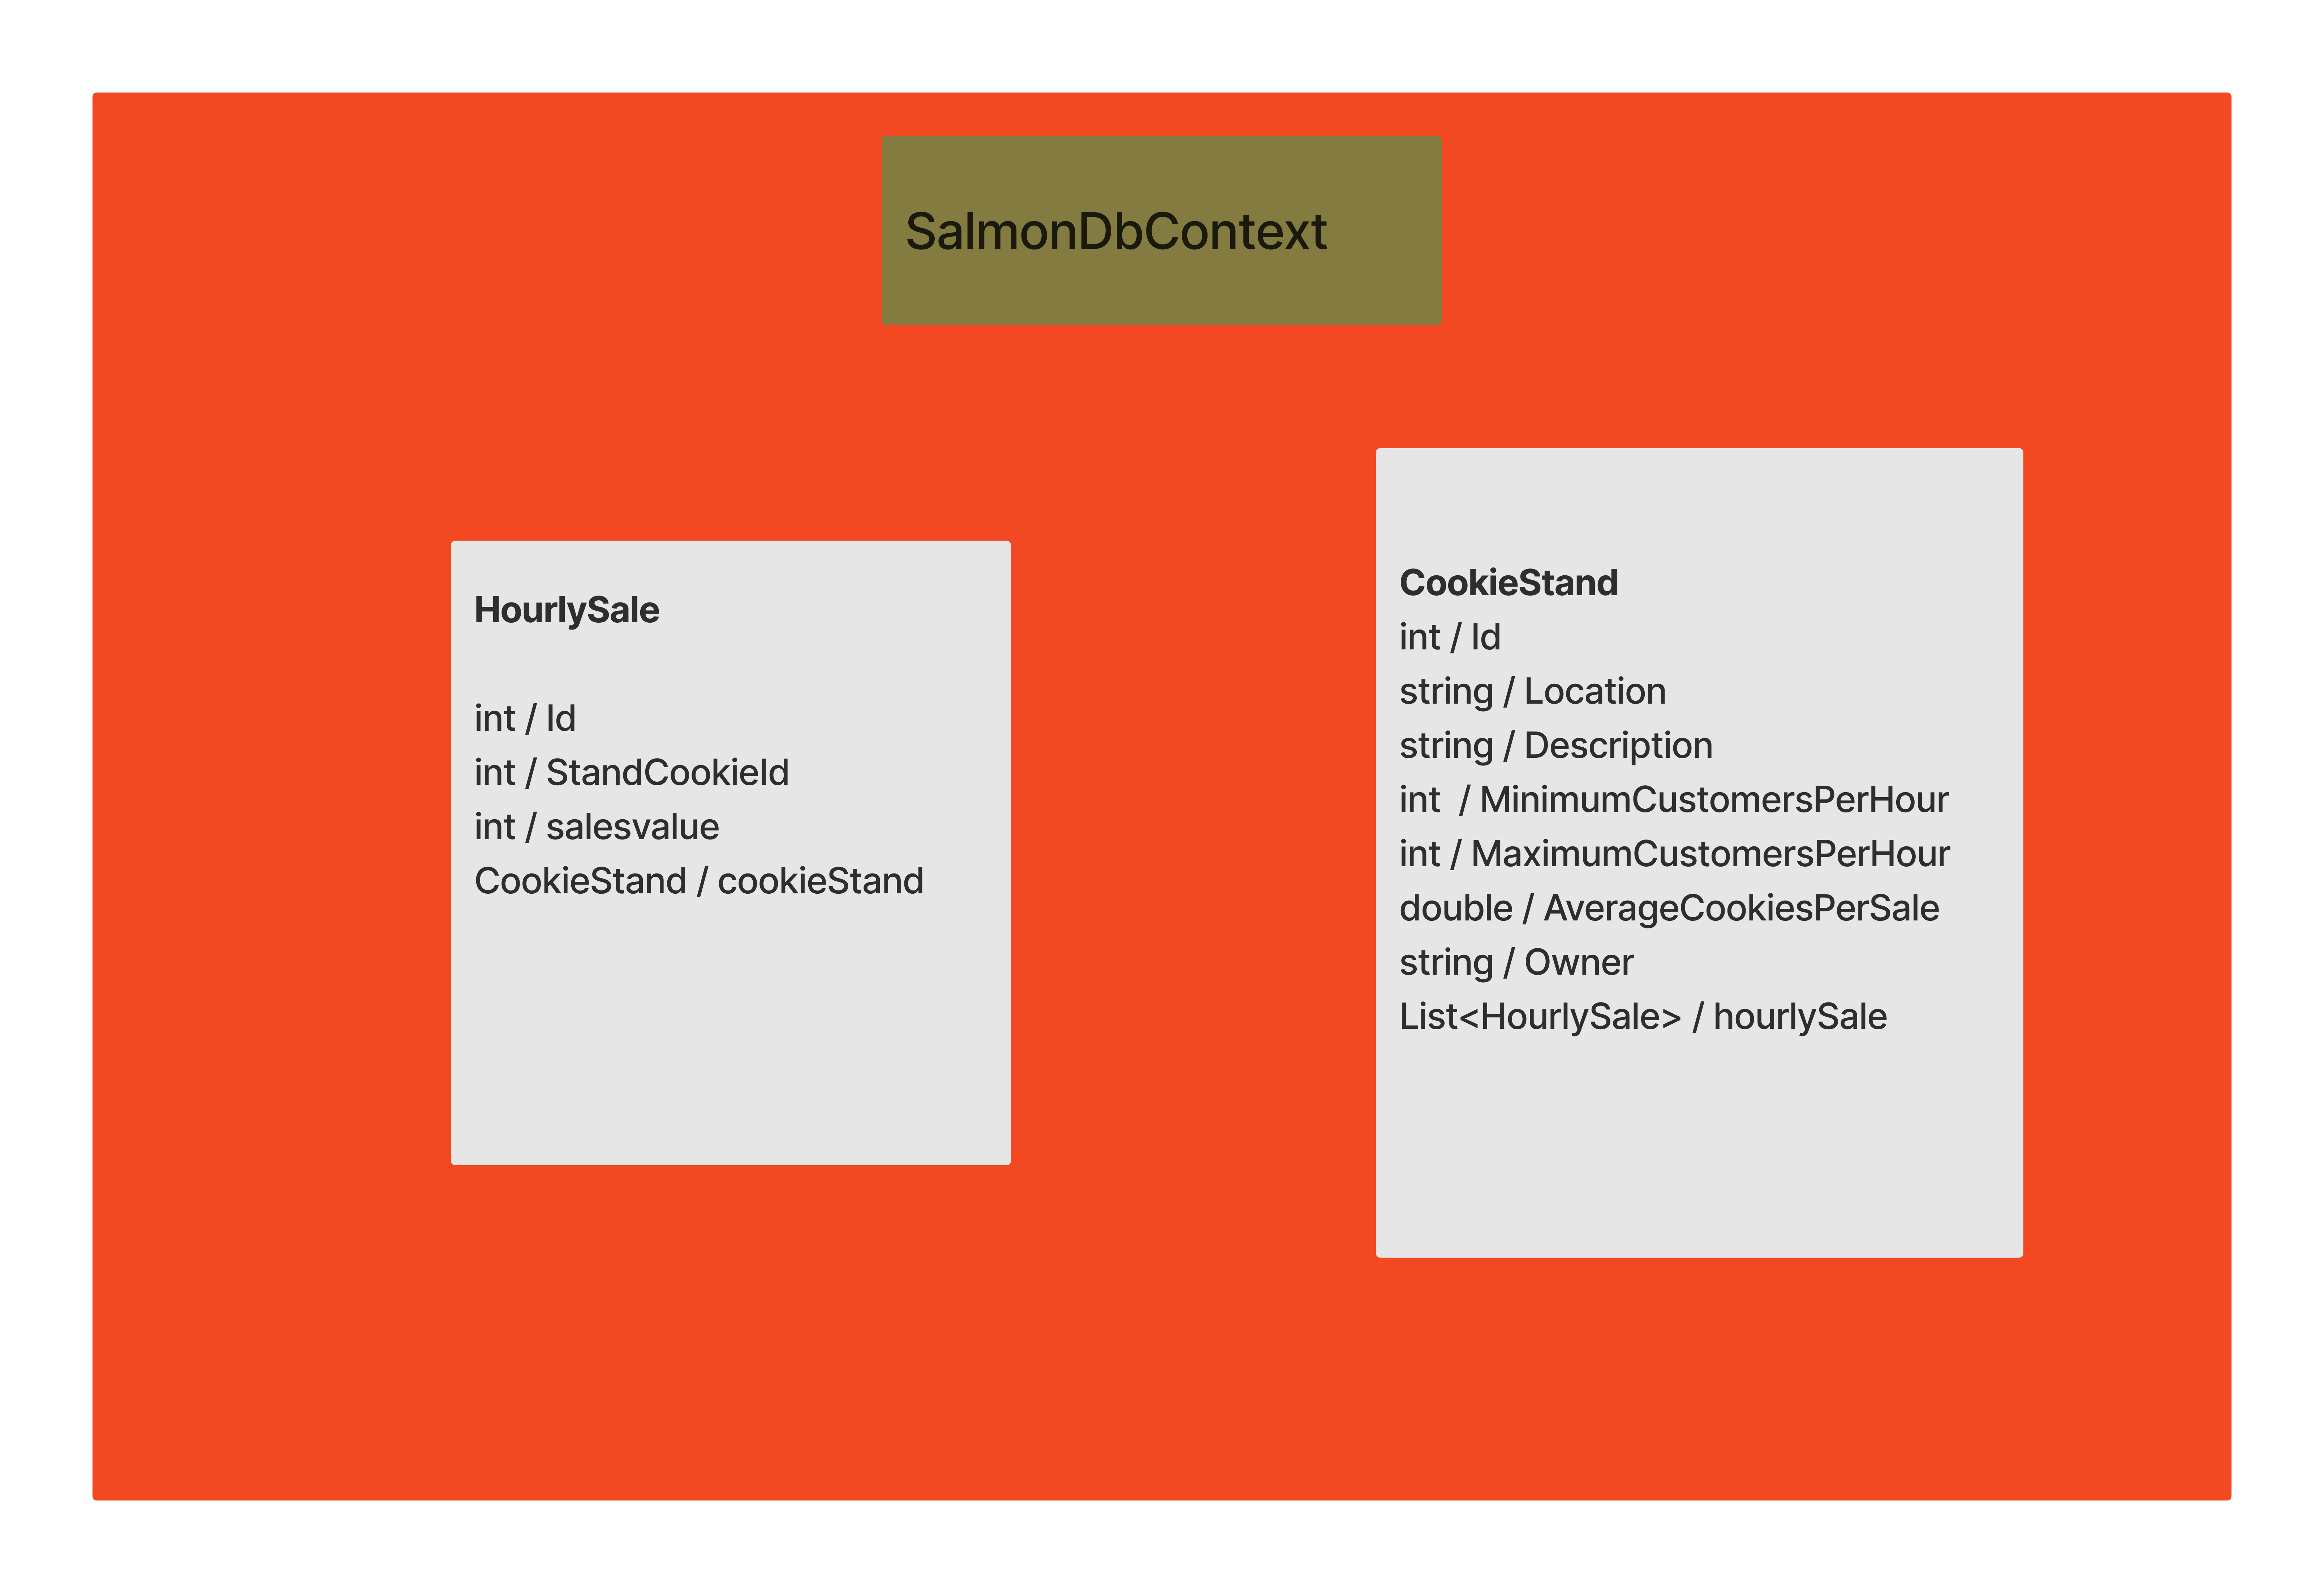 SalmonDbContext
HourlySale
int / Id
int / StandCookieId
int / salesvalue
CookieStand / cookieStand
CookieStand
int / Id
string / Location
string / Description
int  / MinimumCustomersPerHour
int / MaximumCustomersPerHour
double / AverageCookiesPerSale
string / Owner
List<HourlySale> / hourlySale